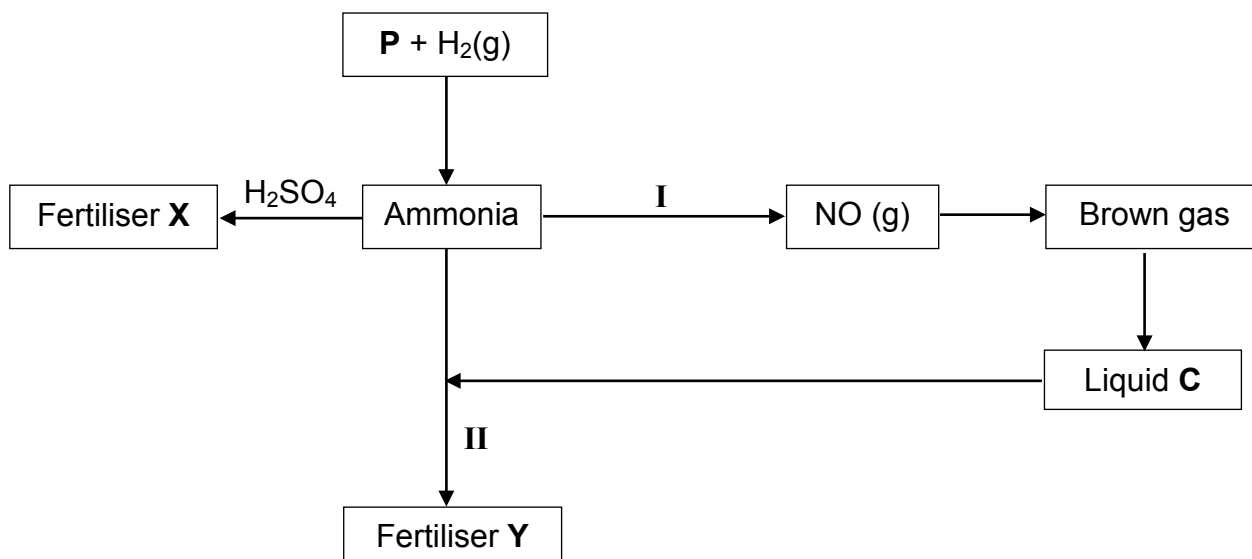 P + H₂(g)
H₂SO₄
Fertiliser X
Ammonia
I
NO (g)
Brown gas
Liquid C
II
Fertiliser Y